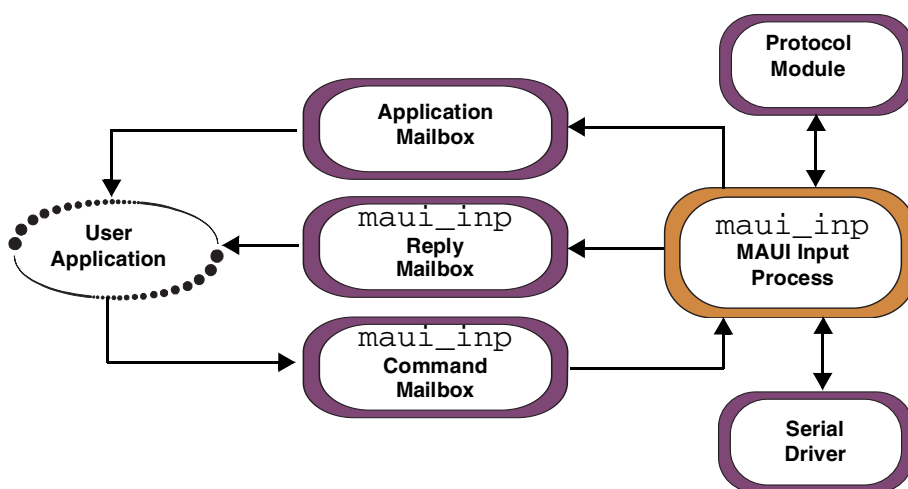 Protocol
Module
Application
Mailbox
User
Application
maui_inp
Reply
Mailbox
maui_inp
MAUI Input
Process
maui_inp
Command
Mailbox
Serial
Driver